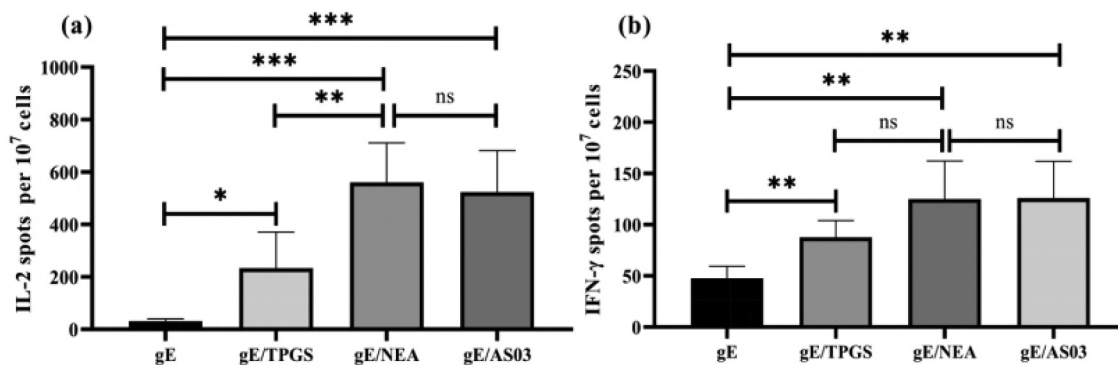 (a)
***
***
**
ns
*
1000
800
600
400
200
0
IL-2 spots per 10⁷ cells
gE
gE/TPGS
gE/NEA
gE/AS03
(b)
**
**
ns
ns
**
250
200
150
100
50
0
IFN-γ spots per 10⁷ cells
gE
gE/TPGS
gE/NEA
gE/AS03